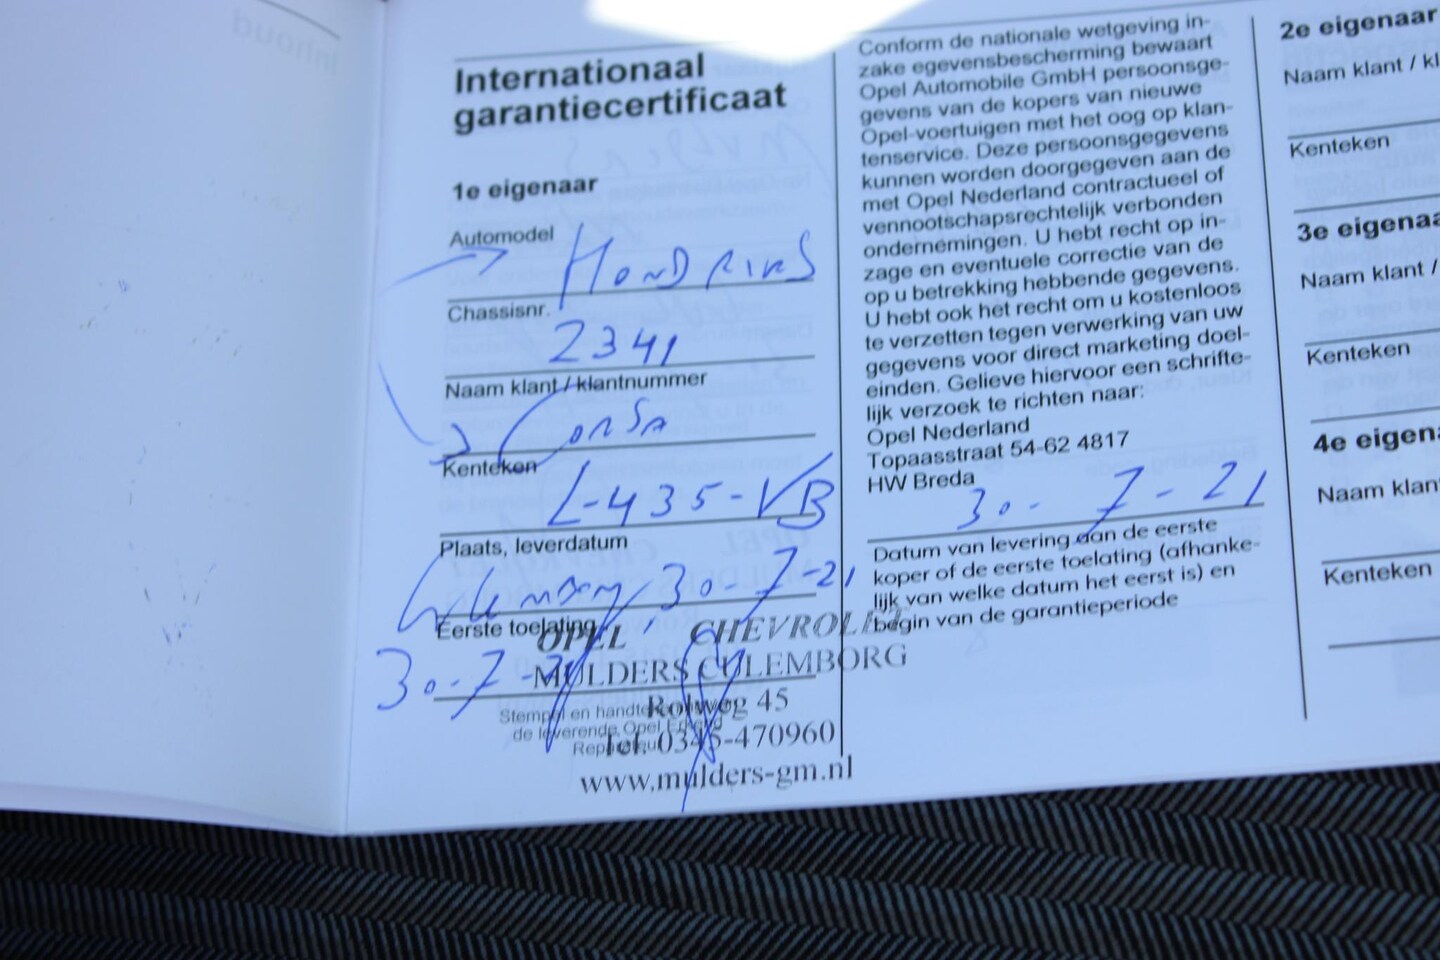 Internationaal
garantiecertificaat
1e eigenaar
Automodel
HONDRIKS
Chassisnr.
2341
Naam klant / klantnummer
CORSA
Kenteken
L-435-VB
Plaats, leverdatum
Culemborg, 30-7-21
Eerste toelating
30-7-21
OPEL CHEVROLET
MULDERS CULEMBORG
Rolweg 45
Tel. 0345-470960
www.mulders-gm.nl
Stempel en
de leverende Opel
Conform de nationale wetgeving in-
zake egevensbescherming bewaart
Opel Automobile GmbH persoonsge-
gevens van de kopers van nieuwe
Opel-voertuigen met het oog op klan-
tenservice. Deze persoonsgegevens
kunnen worden doorgegeven aan de
met Opel Nederland contractueel of
vennootschapsrechtelijk verbonden
ondernemingen. U hebt recht op in-
zage en eventuele correctie van de
op u betrekking hebbende gegevens.
U hebt ook het recht om u kostenloos
te verzetten tegen verwerking van uw
gegevens voor direct marketing doel-
einden. Gelieve hiervoor een schrifte-
lijk verzoek te richten naar:
Opel Nederland
Topaasstraat 54-62 4817
HW Breda
30-7-21
Datum van levering aan de eerste
koper of de eerste toelating (afhanke-
lijk van welke datum het eerst is) en
begin van de garantieperiode
2e eigenaar
Naam klant / kl
Kenteken
3e eigenaa
Naam klant /
Kenteken
4e eigena
Naam klan
Kenteken